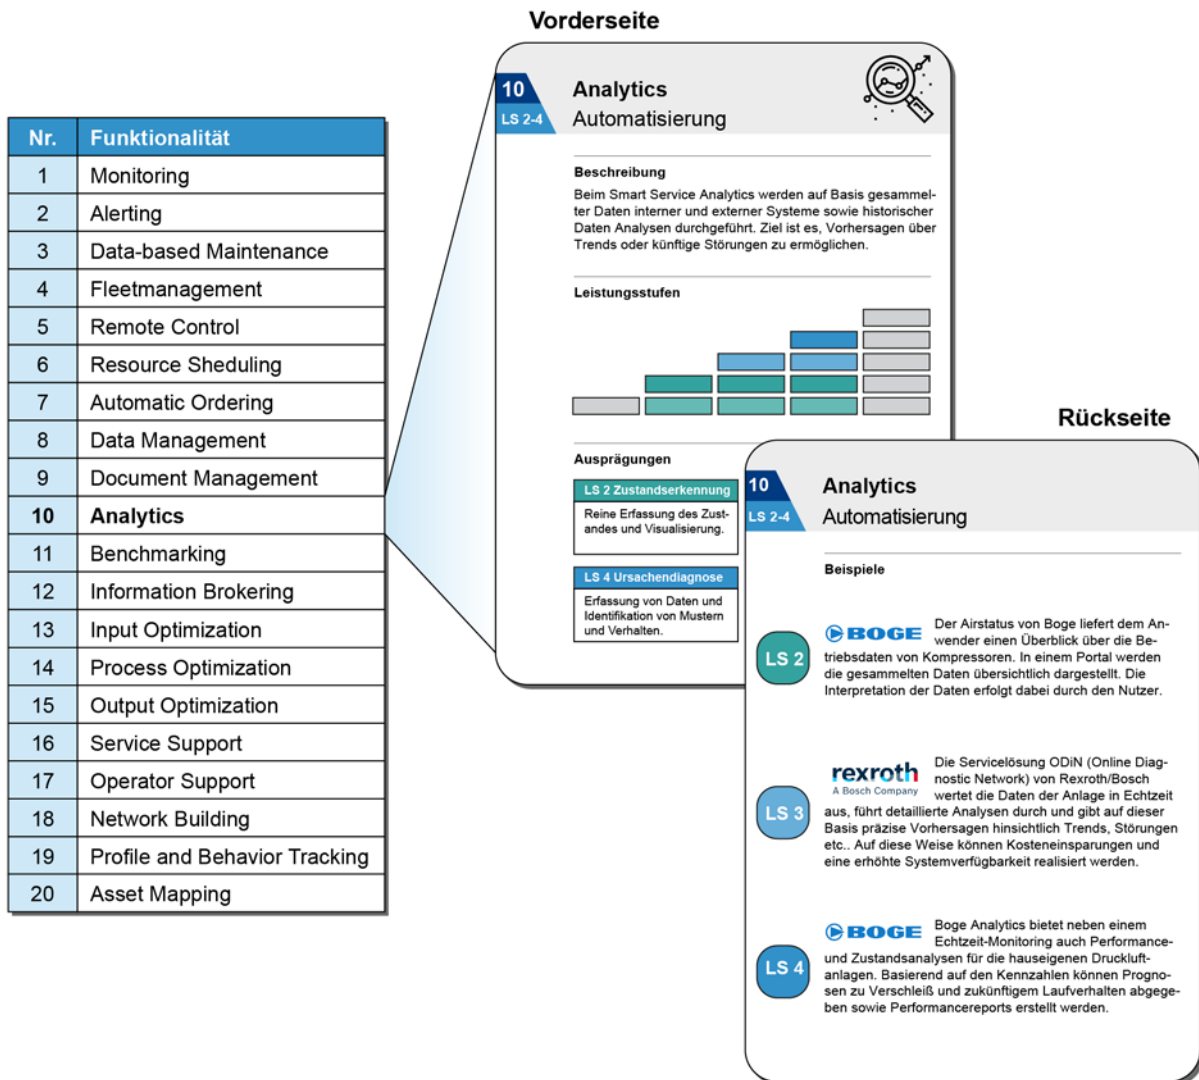 Vorderseite
Nr. Funktionalität
1 Monitoring
2 Alerting
3 Data-based Maintenance
4 Fleetmanagement
5 Remote Control
6 Resource Sheduling
7 Automatic Ordering
8 Data Management
9 Document Management
10 Analytics
11 Benchmarking
12 Information Brokering
13 Input Optimization
14 Process Optimization
15 Output Optimization
16 Service Support
17 Operator Support
18 Network Building
19 Profile and Behavior Tracking
20 Asset Mapping
10 Analytics
LS 2-4 Automatisierung
Beschreibung
Beim Smart Service Analytics werden auf Basis gesammel-
ter Daten interner und externer Systeme sowie historischer
Daten Analysen durchgeführt. Ziel ist es, Vorhersagen über
Trends oder künftige Störungen zu ermöglichen.
Leistungsstufen
Ausprägungen
LS 2 Zustandserkennung
Reine Erfassung des Zust-
andes und Visualisierung.
LS 4 Ursachendiagnose
Erfassung von Daten und
Identifikation von Mustern
und Verhalten.
Rückseite
10 Analytics
LS 2-4 Automatisierung
Beispiele
LS 2
BOGE Der Airstatus von Boge liefert dem An-
wender einen Überblick über die Be-
triebsdaten von Kompressoren. In einem Portal werden
die gesammelten Daten übersichtlich dargestellt. Die
Interpretation der Daten erfolgt dabei durch den Nutzer.
LS 3
rexroth
A Bosch Company
Die Servicelösung ODiN (Online Diag-
nostic Network) von Rexroth/Bosch
wertet die Daten der Anlage in Echtzeit
aus, führt detaillierte Analysen durch und gibt auf dieser
Basis präzise Vorhersagen hinsichtlich Trends, Störungen
etc.. Auf diese Weise können Kosteneinsparungen und
eine erhöhte Systemverfügbarkeit realisiert werden.
LS 4
BOGE Boge Analytics bietet neben einem
Echtzeit-Monitoring auch Performance-
und Zustandsanalysen für die hauseigenen Druckluft-
anlagen. Basierend auf den Kennzahlen können Progno-
sen zu Verschleiß und zukünftigem Laufverhalten abgege-
ben sowie Performancereports erstellt werden.